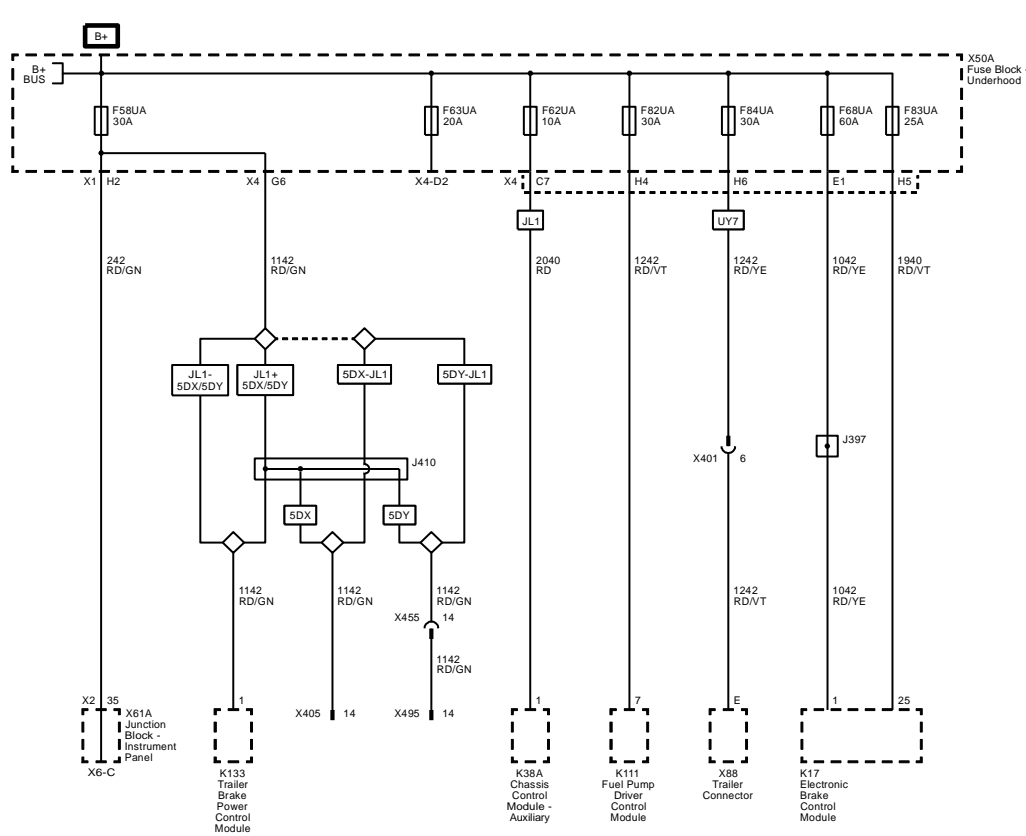 B+
X50A
Fuse Block -
Underhood
B+
BUS
F58UA
30A
F63UA
20A
F62UA
10A
F82UA
30A
F84UA
30A
F68UA
60A
F83UA
25A
X1 H2
X4 G6
X4-D2
X4 C7
H4
H6
E1
H5
JL1
UY7
242
RD/GN
1142
RD/GN
2040
RD
1242
RD/VT
1242
RD/YE
1042
RD/YE
1940
RD/VT
JL1-
5DX/5DY
JL1+
5DX/5DY
5DX-JL1
5DY-JL1
J410
J397
X401 6
5DX
5DY
1142
RD/GN
1142
RD/GN
1142
RD/GN
1242
RD/VT
1042
RD/YE
X455 14
1142
RD/GN
X2 35
X61A
Junction
Block -
Instrument
Panel
X6-C
1
K133
Trailer
Brake
Power
Control
Module
X405 14
X495 14
1
K38A
Chassis
Control
Module -
Auxiliary
7
K111
Fuel Pump
Driver
Control
Module
E
X88
Trailer
Connector
1
25
K17
Electronic
Brake
Control
Module